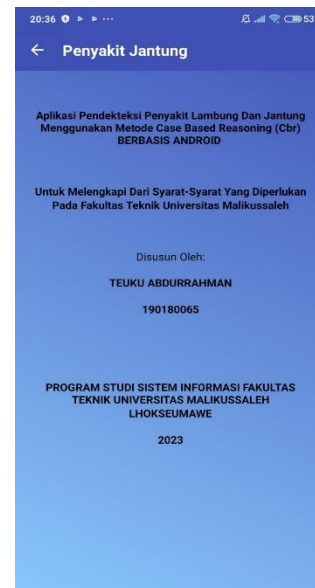 20:36
53
Penyakit Jantung
Aplikasi Pendekteksi Penyakit Lambung Dan Jantung
Menggunakan Metode Case Based Reasoning (Cbr)
BERBASIS ANDROID
Untuk Melengkapi Dari Syarat-Syarat Yang Diperlukan
Pada Fakultas Teknik Universitas Malikussaleh
Disusun Oleh:
TEUKU ABDURRAHMAN
190180065
PROGRAM STUDI SISTEM INFORMASI FAKULTAS
TEKNIK UNIVERSITAS MALIKUSSALEH
LHOKSEUMAWE
2023